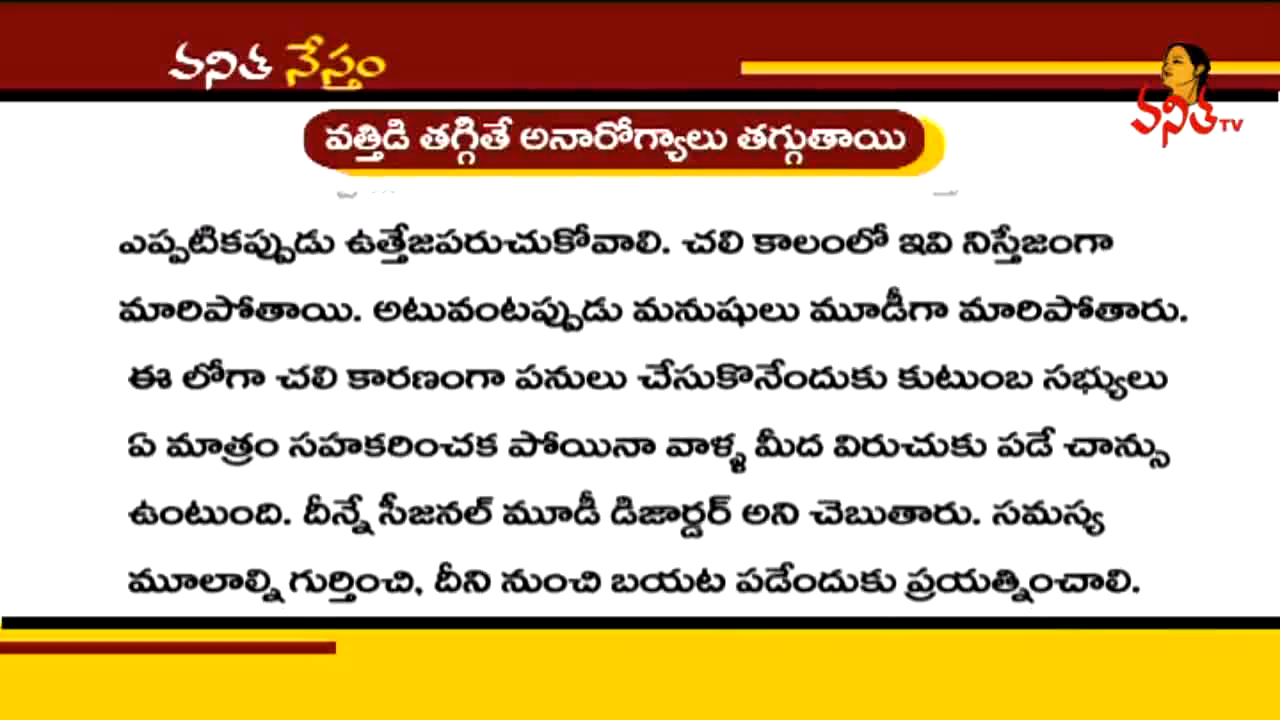 వనిత నేస్తం
వనిత TV
వత్తిడి తగ్గితే అనారోగ్యాలు తగ్గుతాయి
ఎప్పటికప్పుడు ఉత్తేజపరుచుకోవాలి. చలి కాలంలో ఇవి నిస్తేజంగా
మారిపోతాయి. అటువంటప్పుడు మనుషులు మూడీగా మారిపోతారు.
ఈ లోగా చలి కారణంగా పనులు చేసుకొనేందుకు కుటుంబ సభ్యులు
ఏ మాత్రం సహకరించక పోయినా వాళ్ళ మీద విరుచుకు పడే చాన్సు
ఉంటుంది. దీన్నే సీజనల్ మూడీ డిజార్డర్ అని చెబుతారు. సమస్య
మూలాల్ని గుర్తించి, దీని నుంచి బయట పడేందుకు ప్రయత్నించాలి.